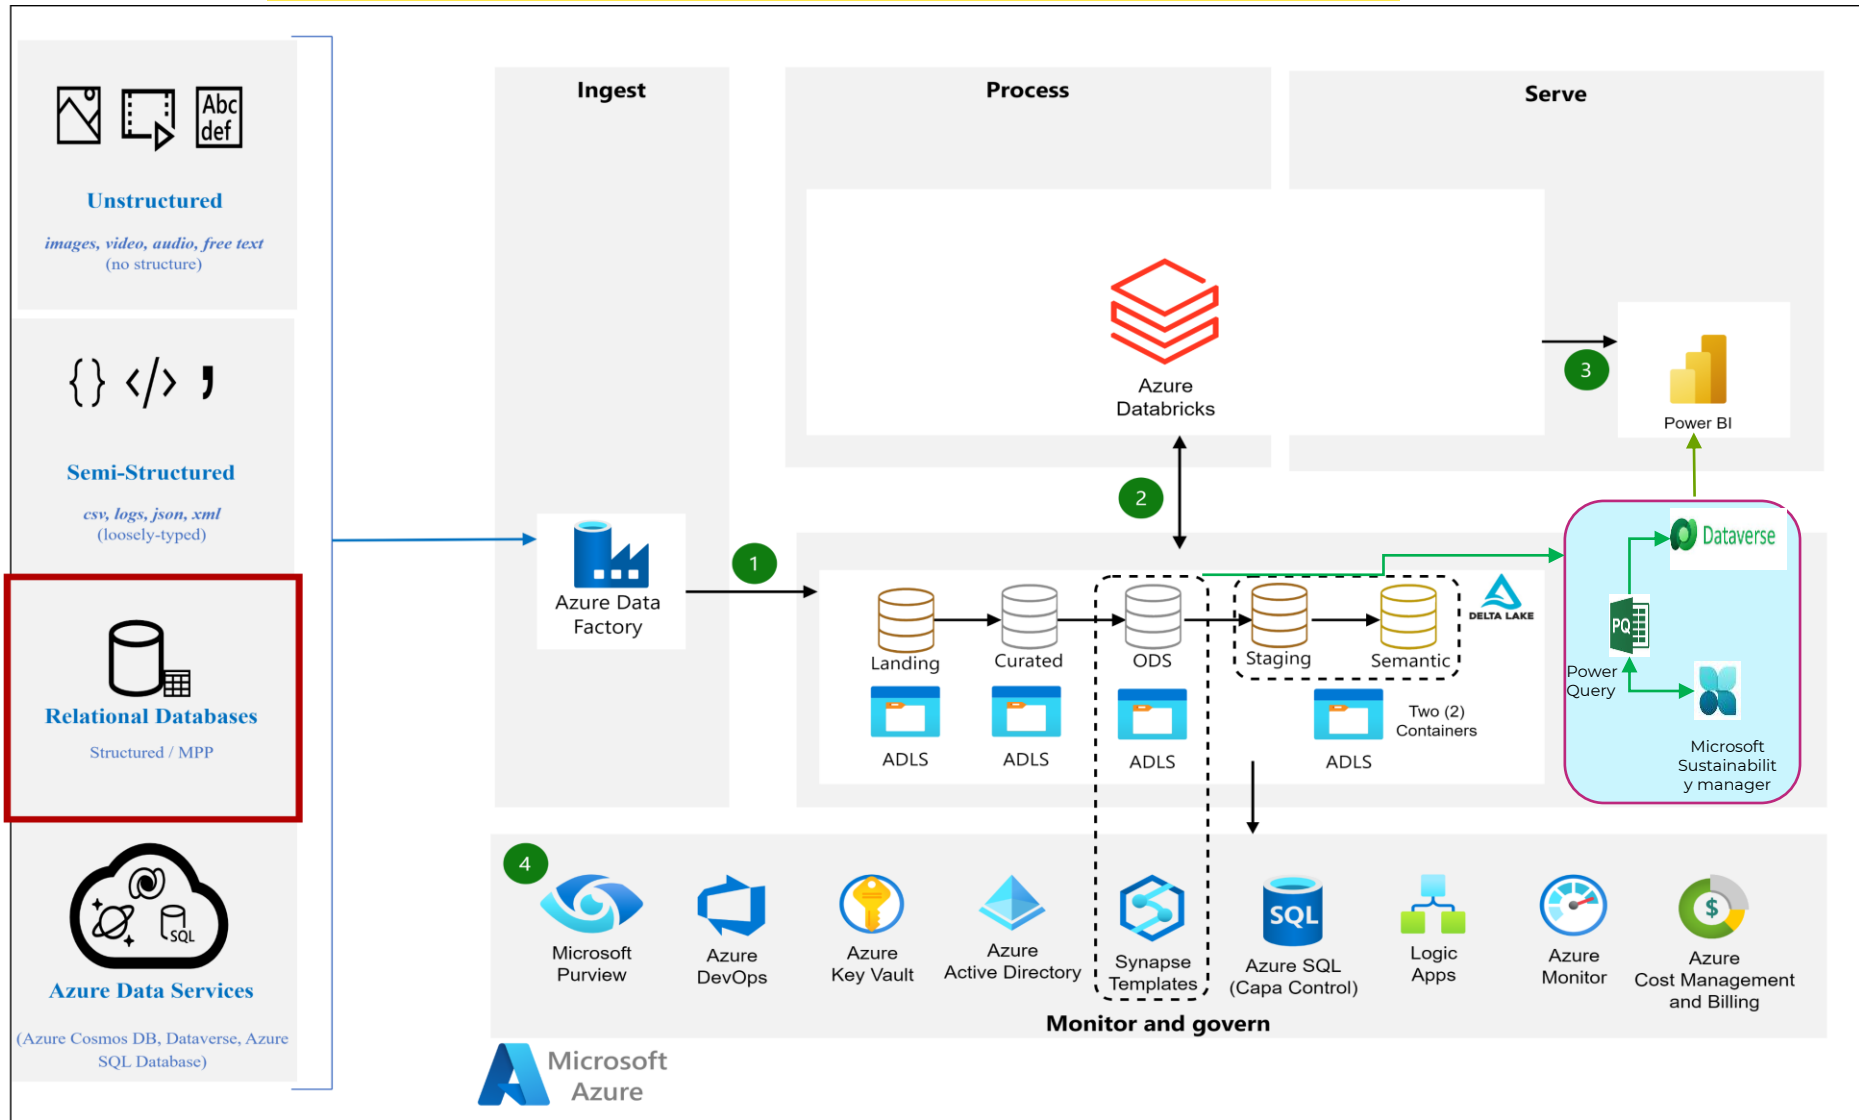 Abc
def
Unstructured
images, video, audio, free text
(no structure)
{} </> ,
Semi-Structured
csv, logs, json, xml
(loosely-typed)
Relational Databases
Structured / MPP
SQL
Azure Data Services
(Azure Cosmos DB, Dataverse, Azure
SQL Database)
Ingest
Azure Data
Factory
1
Process
Serve
Azure
Databricks
2
3
Power BI
Landing
Curated
ODS
Staging
Semantic
DELTA LAKE
ADLS
ADLS
ADLS
ADLS
Two (2)
Containers
Dataverse
PQ
Power
Query
Microsoft
Sustainabilit
y manager
4
Microsoft
Purview
Azure
DevOps
Azure
Key Vault
Azure
Active Directory
Synapse
Templates
SQL
Azure SQL
(Capa Control)
Logic
Apps
Azure
Monitor
$
Azure
Cost Management
and Billing
Monitor and govern
Microsoft
Azure